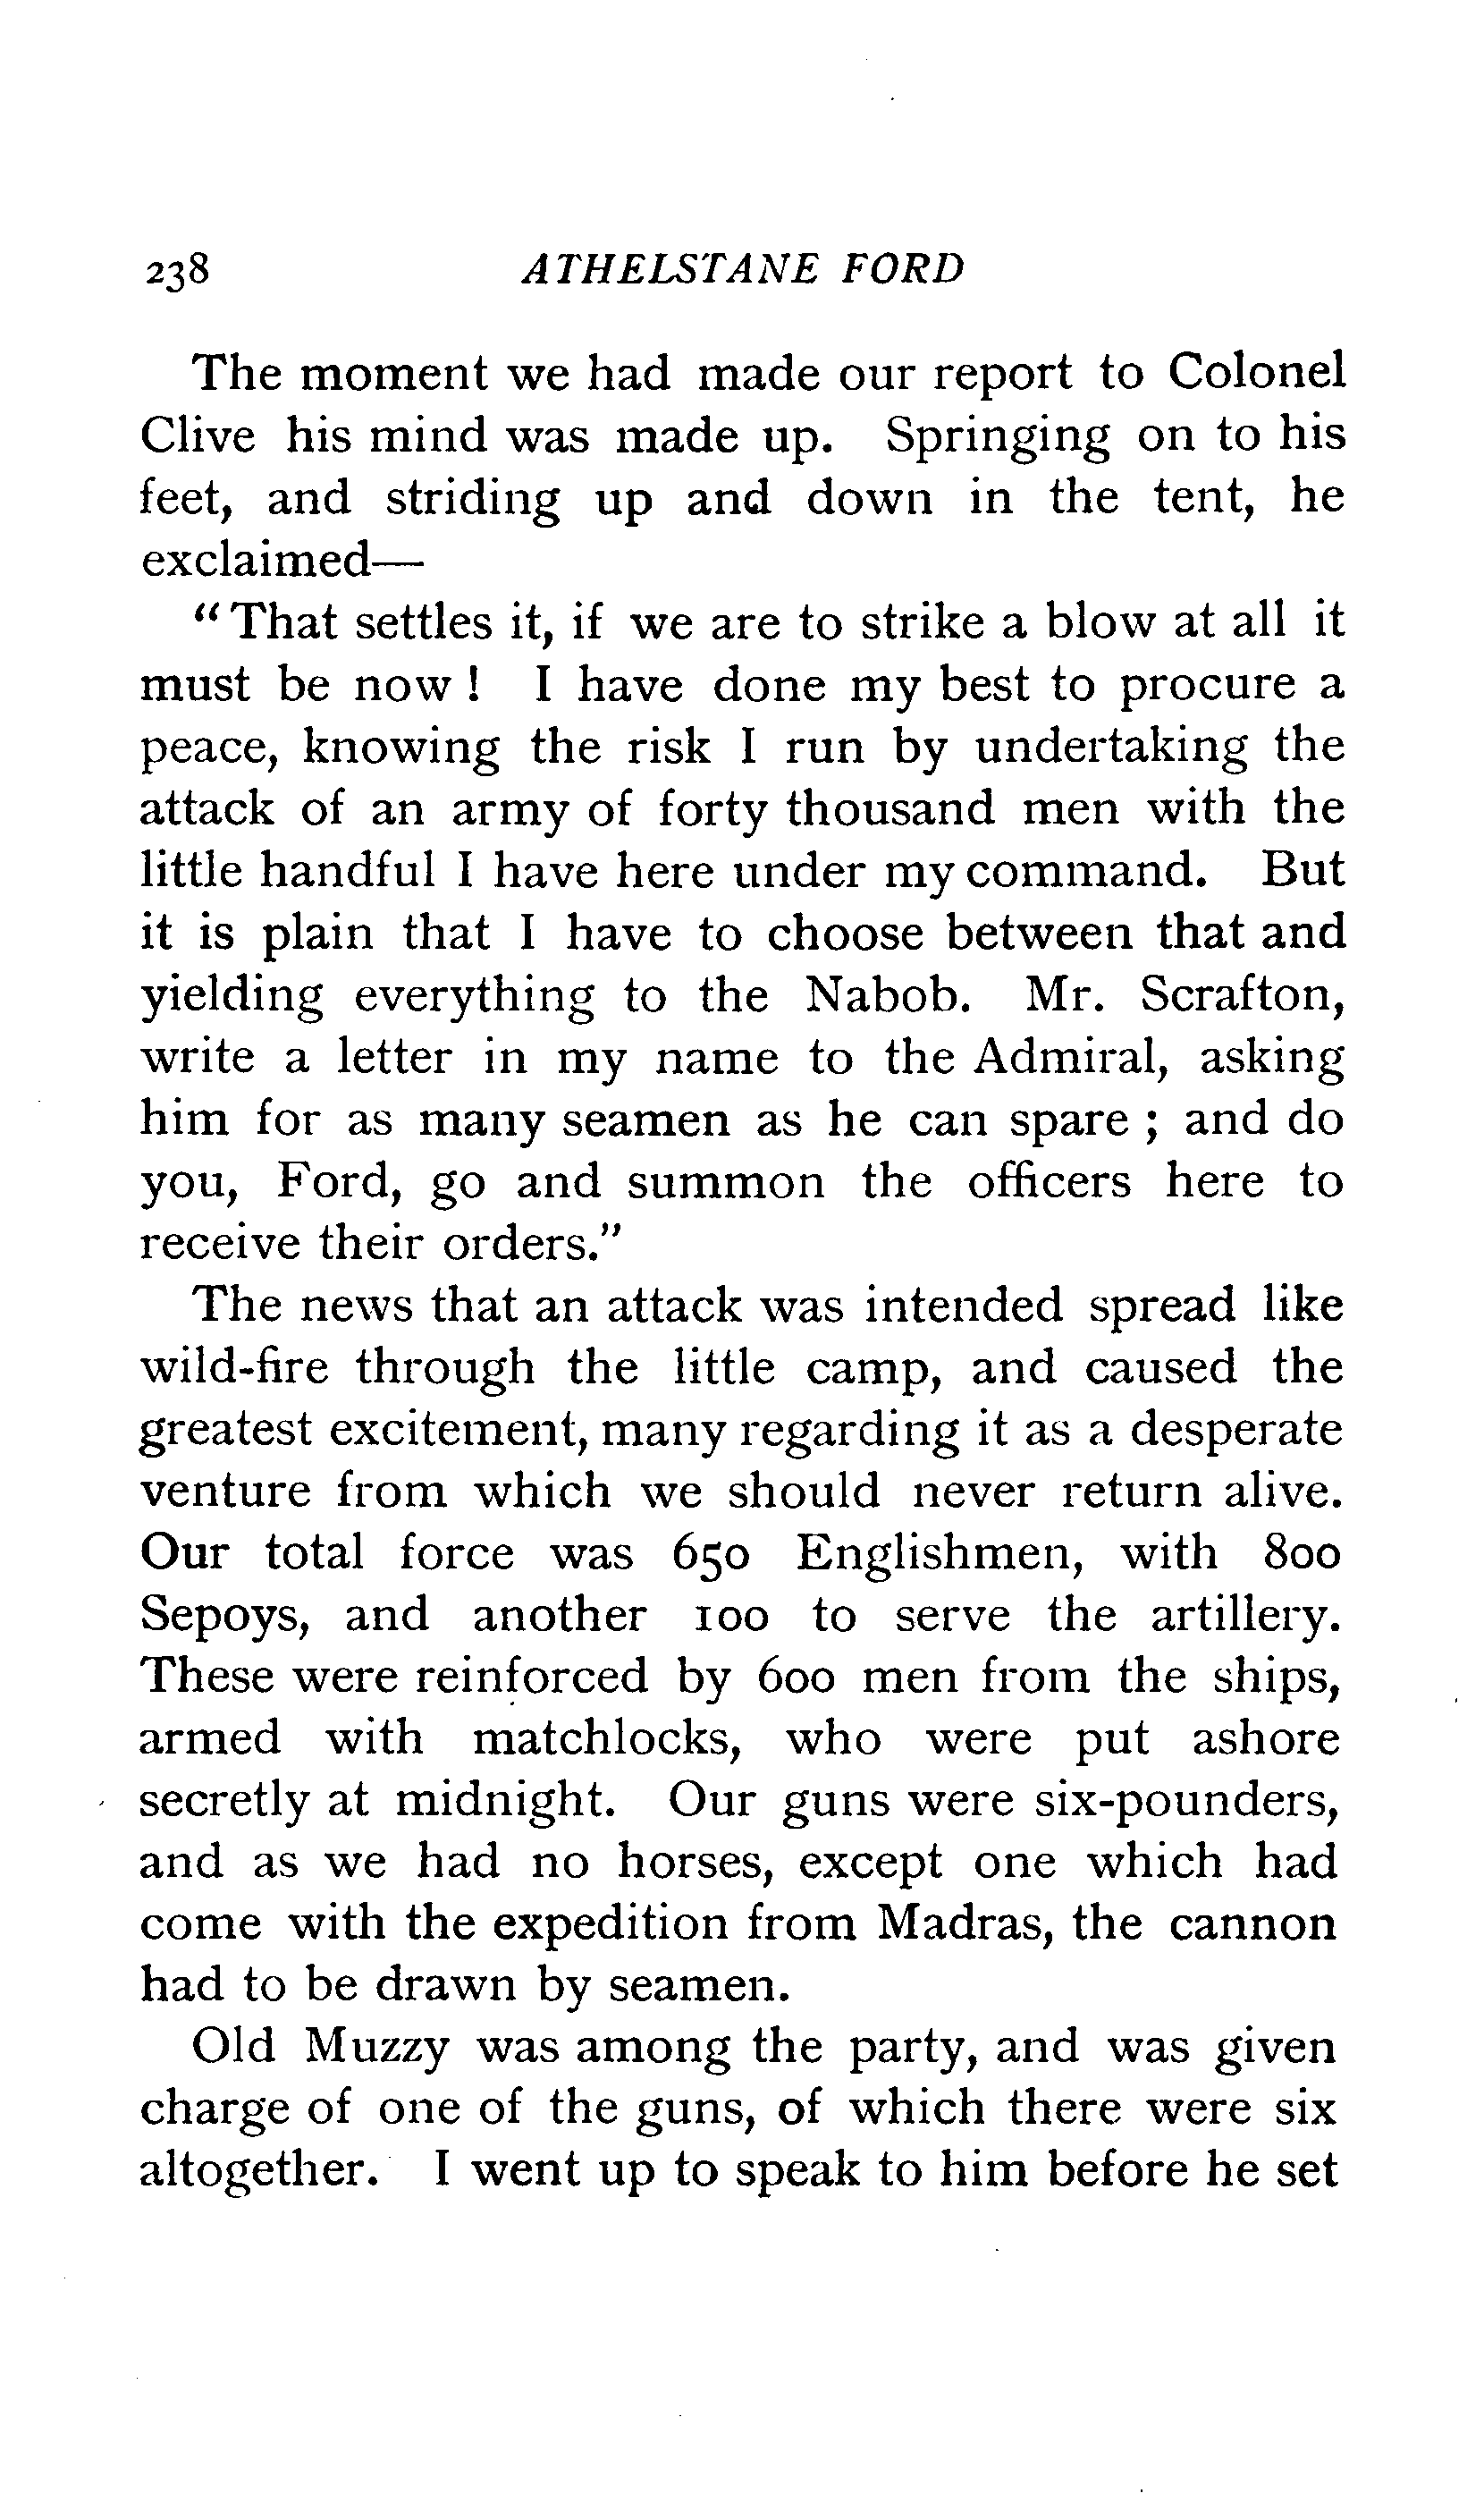 238 ATHELSTANE FORD
The moment we had made our report to Colonel
Clive his mind was made up. Springing on to his
feet, and striding up and down in the tent, he
exclaimed—
"That settles it, if we are to strike a blow at all it
must be now! I have done my best to procure a
peace, knowing the risk I run by undertaking the
attack of an army of forty thousand men with the
little handful I have here under my command. But
it is plain that I have to choose between that and
yielding everything to the Nabob. Mr. Scrafton,
write a letter in my name to the Admiral, asking
him for as many seamen as he can spare; and do
you, Ford, go and summon the officers here to
receive their orders."
The news that an attack was intended spread like
wild-fire through the little camp, and caused the
greatest excitement, many regarding it as a desperate
venture from which we should never return alive.
Our total force was 650 Englishmen, with 800
Sepoys, and another 100 to serve the artillery.
These were reinforced by 600 men from the ships,
armed with matchlocks, who were put ashore
secretly at midnight. Our guns were six-pounders,
and as we had no horses, except one which had
come with the expedition from Madras, the cannon
had to be drawn by seamen.
Old Muzzy was among the party, and was given
charge of one of the guns, of which there were six
altogether. I went up to speak to him before he set